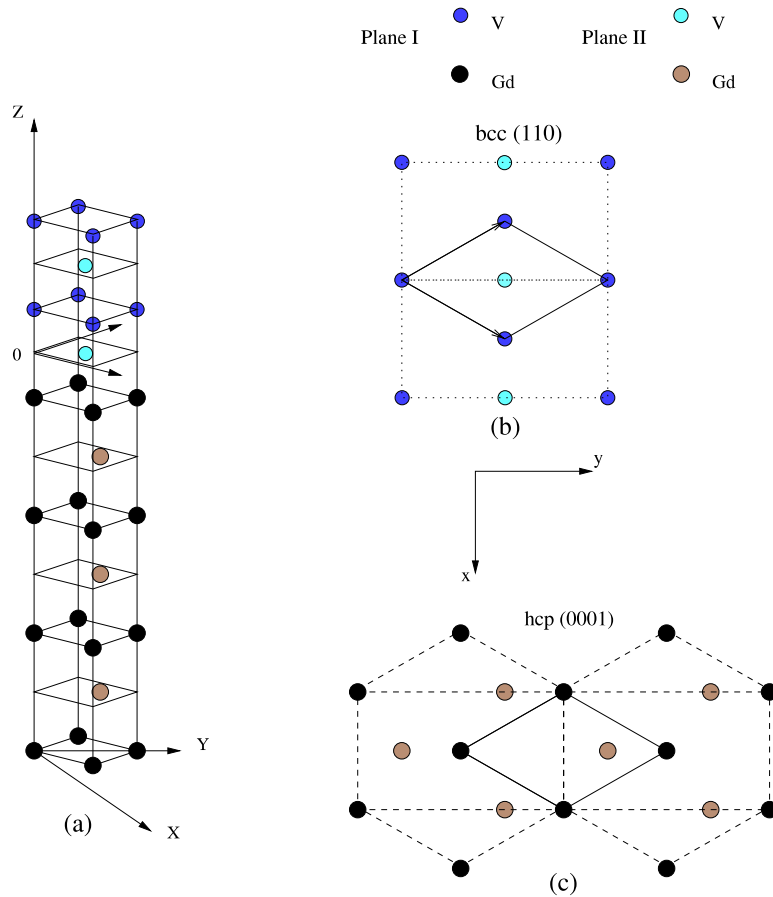 Plane I
V
Gd
Plane II
V
Gd
Z
0
Y
X
(a)
bcc (110)
(b)
y
x
hcp (0001)
(c)